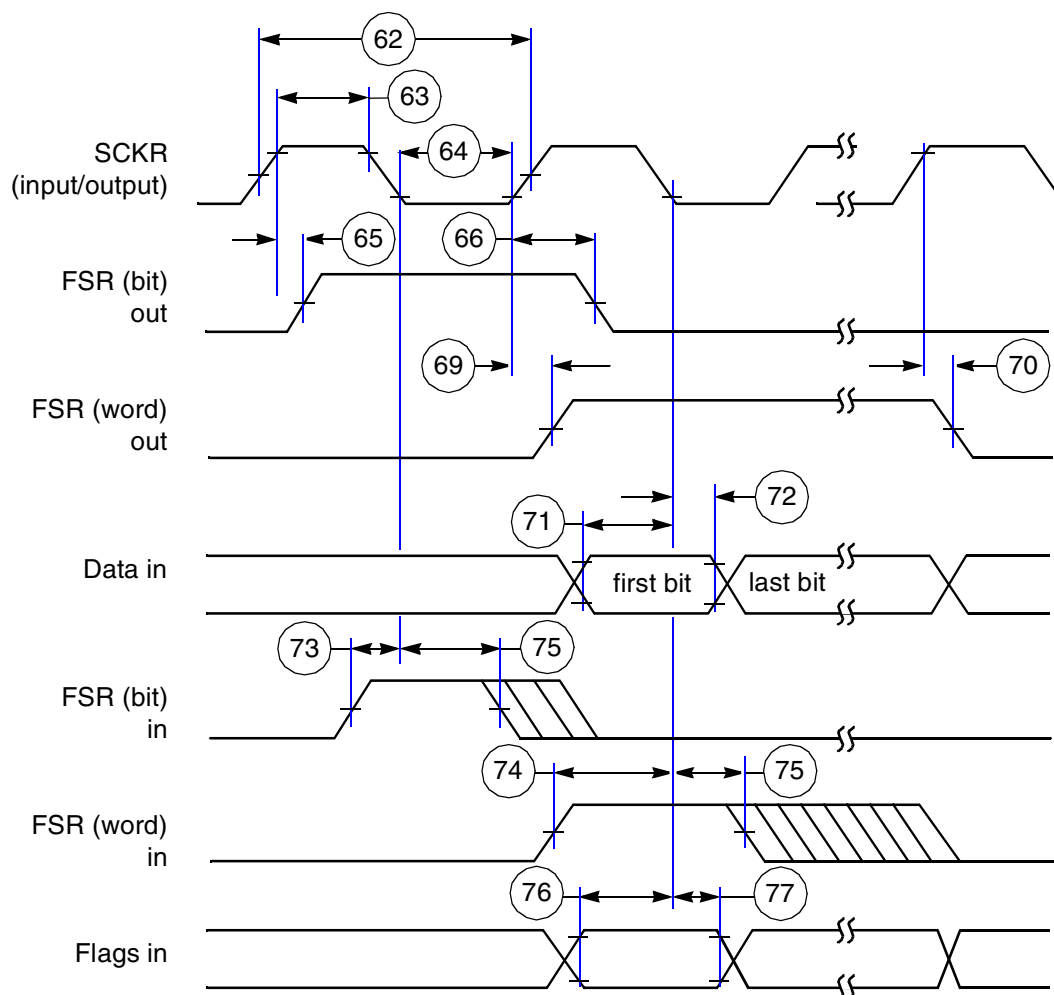 62
63
SCKR
(input/output)
64
65
66
FSR (bit)
out
69
70
FSR (word)
out
71
72
Data in
first bit
last bit
73
75
FSR (bit)
in
74
75
FSR (word)
in
76
77
Flags in